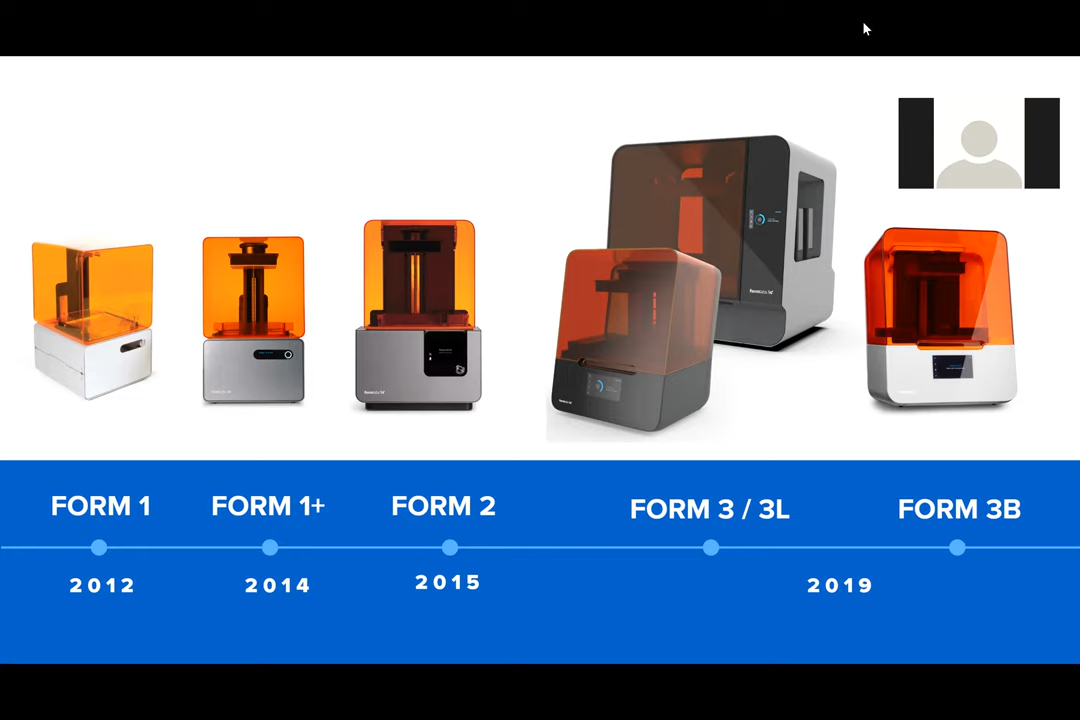 FORM 1
FORM 1+
FORM 2
FORM 3 / 3L
FORM 3B
2012
2014
2015
2019